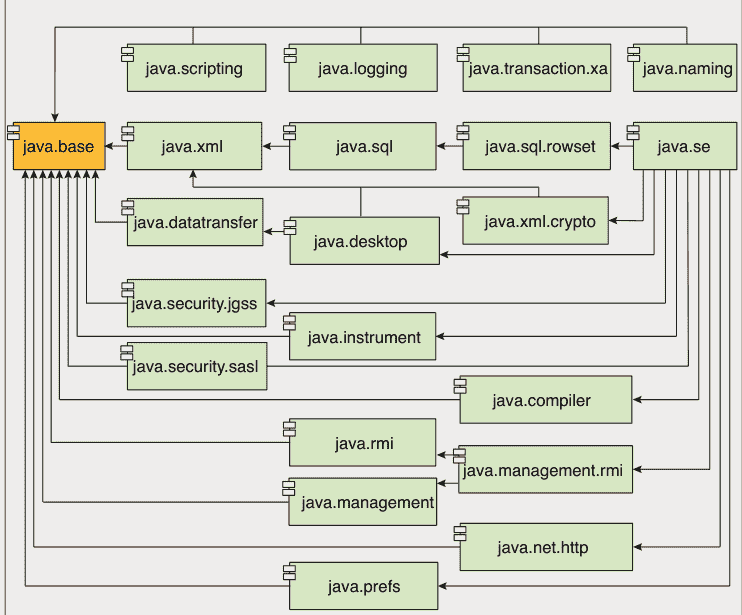 java.scripting
java.logging
java.transaction.xa
java.naming
java.base
java.xml
java.sql
java.sql.rowset
java.se
java.datatransfer
java.desktop
java.xml.crypto
java.security.jgss
java.instrument
java.security.sasl
java.compiler
java.rmi
java.management.rmi
java.management
java.net.http
java.prefs